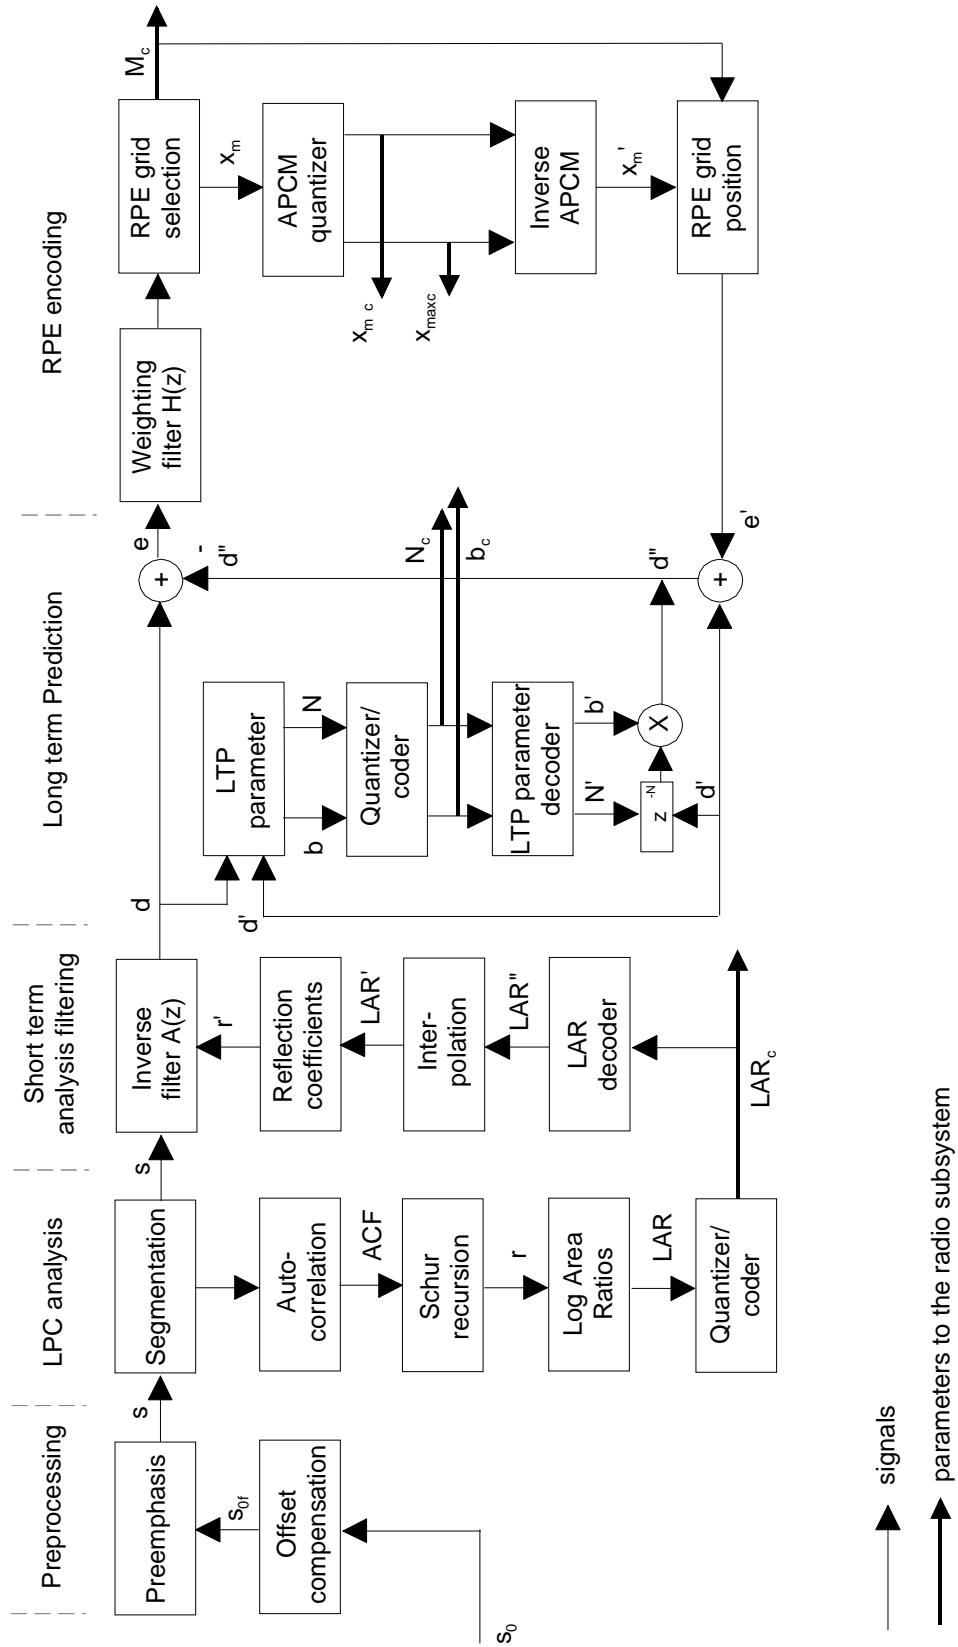 Preprocessing
LPC analysis
Short term
analysis filtering
Long term Prediction
RPE encoding
s₀
Offset
compensation
s₀f
Preemphasis
s
Segmentation
s
Auto-
correlation
ACF
Schur
recursion
r
Log Area
Ratios
LAR
Quantizer/
coder
LARc
LAR
decoder
LAR"
Inter-
polation
LAR'
Reflection
coefficients
r'
Inverse
filter A(z)
d
d'
LTP
parameter
b
N
Quantizer/
coder
Nc
bc
LTP parameter
decoder
N'
b'
z-N
X
d'
d"
+
e'
-
d"
+
e
Weighting
filter H(z)
RPE grid
selection
Mc
xm
APCM
quantizer
xm c
xmaxc
Inverse
APCM
xm'
RPE grid
position
signals
parameters to the radio subsystem